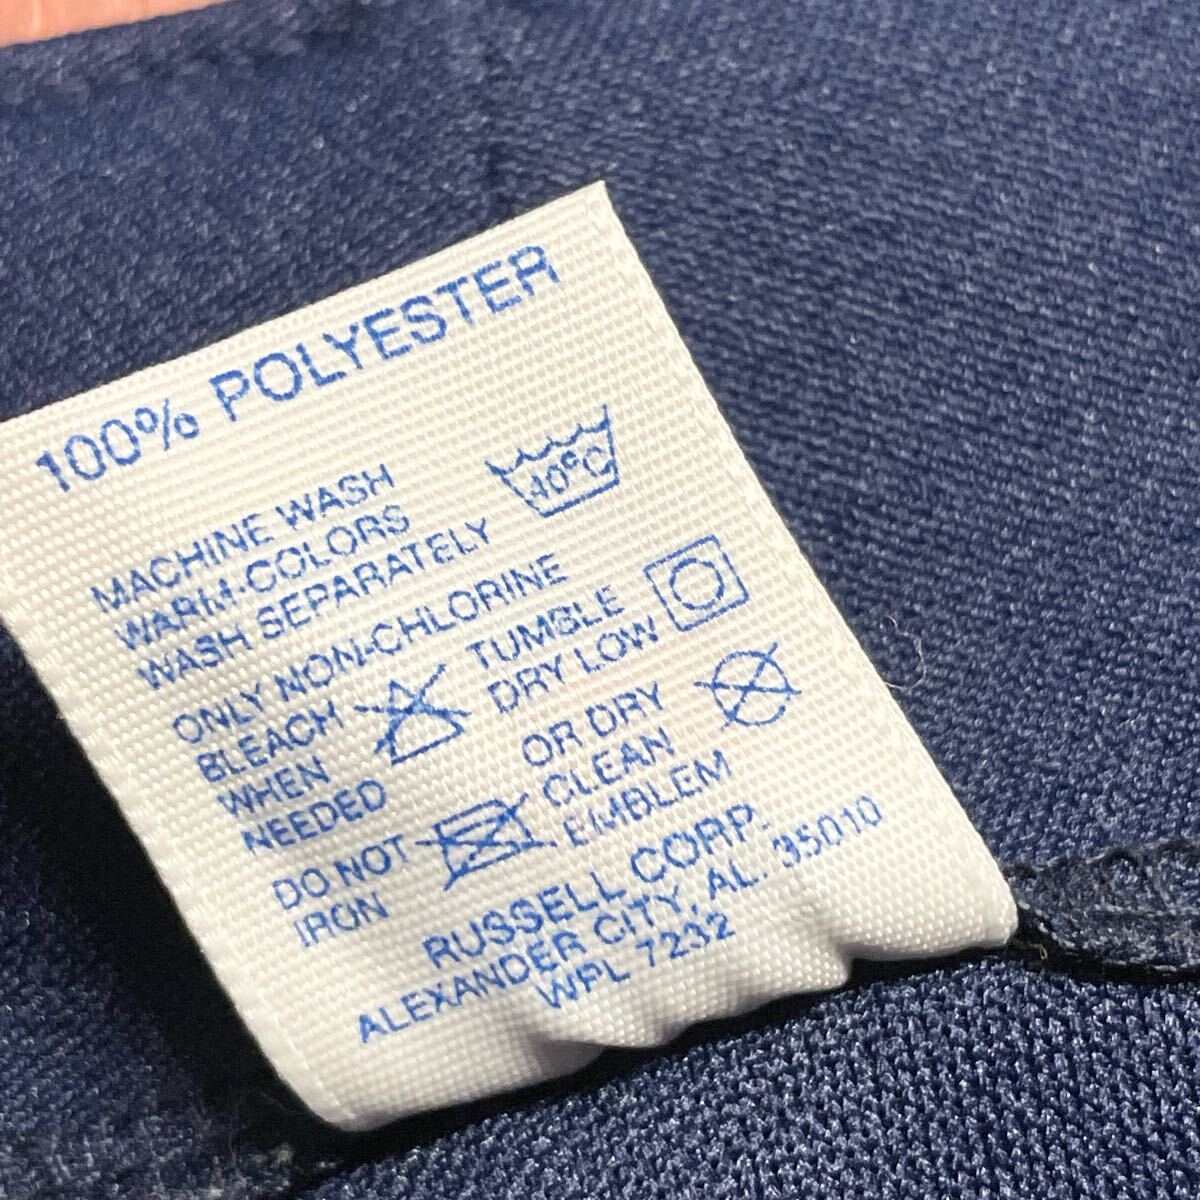 100% POLYESTER
MACHINE WASH
WARM-COLORS
WASH SEPARATELY
40°C
ONLY NON-CHLORINE
BLEACH
WHEN
NEEDED
TUMBLE
DRY LOW
DO NOT
IRON
OR DRY
CLEAN
EMBLEM
RUSSELL CORP.
ALEXANDER CITY, AL. 35010
WPL 7232